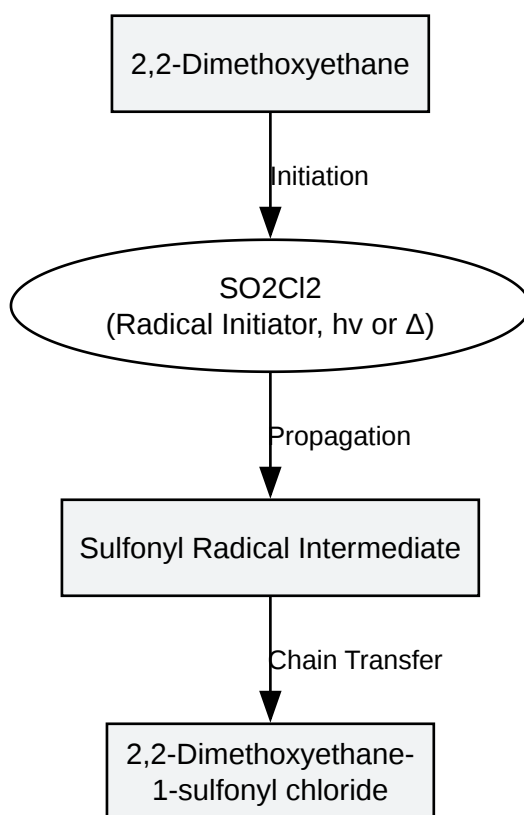 2,2-Dimethoxyethane
Initiation
SO2Cl2
(Radical Initiator, hv or Δ)
Propagation
Sulfonyl Radical Intermediate
Chain Transfer
2,2-Dimethoxyethane-
1-sulfonyl chloride